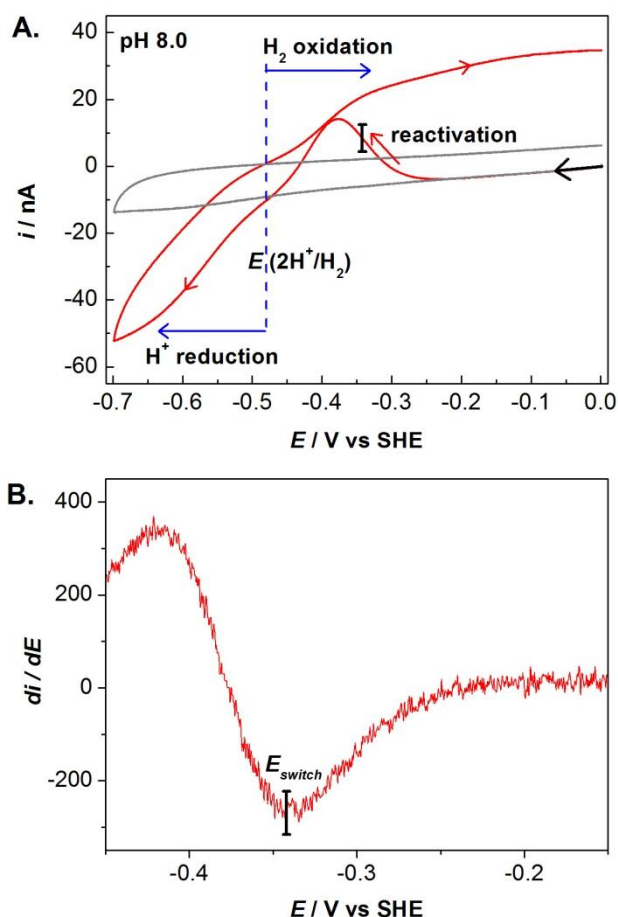 A.
pH 8.0
H₂ oxidation
reactivation
E (2H⁺/H₂)
H⁺ reduction
i / nA
40
20
0
-20
-40
-60
-0.7 -0.6 -0.5 -0.4 -0.3 -0.2 -0.1 0.0
E / V vs SHE
B.
di / dE
400
200
0
-200
E_switch
-0.4 -0.3 -0.2
E / V vs SHE